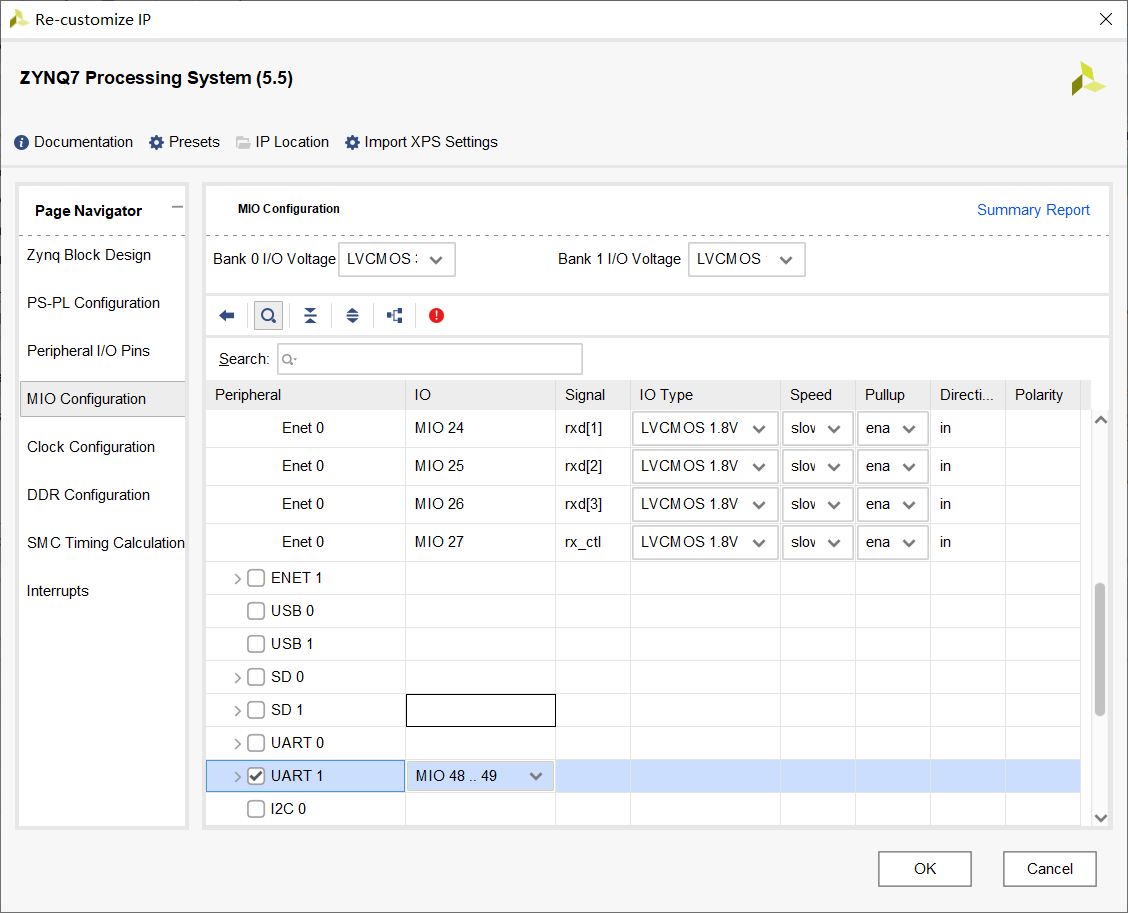 Re-customize IP
ZYNQ7 Processing System (5.5)
Documentation Presets IP Location Import XPS Settings
Page Navigator
Zynq Block Design
PS-PL Configuration
Peripheral I/O Pins
MIO Configuration
Clock Configuration
DDR Configuration
SMC Timing Calculation
Interrupts
MIO Configuration Summary Report
Bank 0 I/O Voltage LVCMOS Bank 1 I/O Voltage LVCMOS
Search:
Peripheral IO Signal IO Type Speed Pullup Directi... Polarity
Enet 0 MIO 24 rxd[1] LVCMOS 1.8V slow ena in
Enet 0 MIO 25 rxd[2] LVCMOS 1.8V slow ena in
Enet 0 MIO 26 rxd[3] LVCMOS 1.8V slow ena in
Enet 0 MIO 27 rx_ctl LVCMOS 1.8V slow ena in
ENET 1
USB 0
USB 1
SD 0
SD 1
UART 0
UART 1 MIO 48 .. 49
I2C 0
OK Cancel